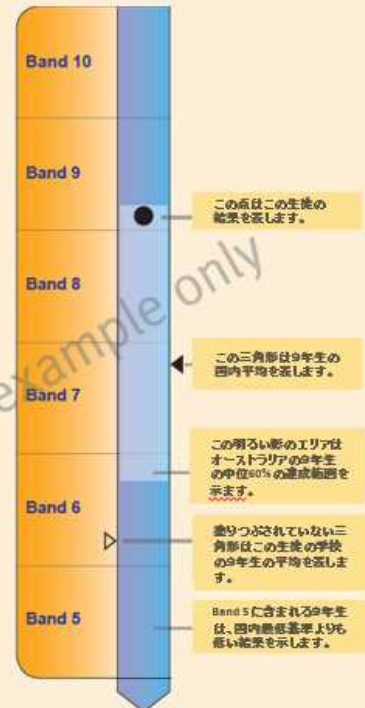 Band 10
Band 9
この点はこの生徒の
結果を表します。
Band 8
example only
この三角形は9年生の
国内平均を表します。
Band 7
この明るい影のエリアは
オーストラリアの9年生
の中位60%の達成範囲を
示ます。
Band 6
塗りつぶされていない三
角形はこの生徒の学校
の9年生の平均を表しま
す。
Band 5
Band 5に含まれる9年生
は、国内最低基準よりも
低い結果を示します。